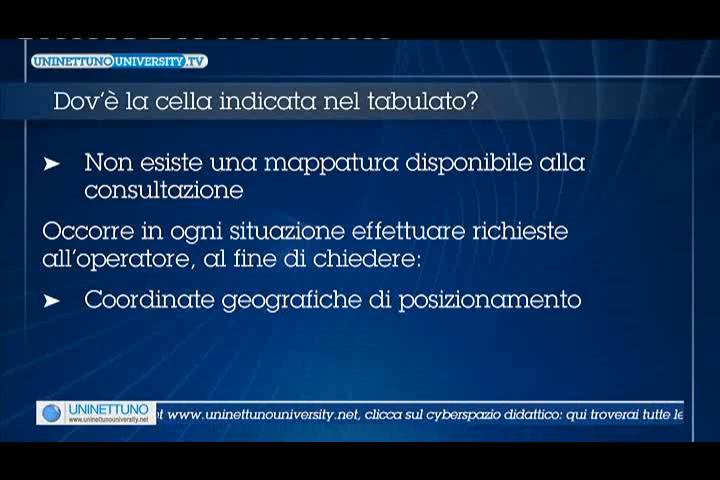 UNINETTUNOUNIVERSITY.TV
Dov'è la cella indicata nel tabulato?
➤ Non esiste una mappatura disponibile alla
consultazione
Occorre in ogni situazione effettuare richieste
all'operatore, al fine di chiedere:
➤ Coordinate geografiche di posizionamento
UNINETTUNO
www.uninettunouniversity.net
www.uninettunouniversity.net, clicca sul cyberspazio didattico: qui troverai tutte le